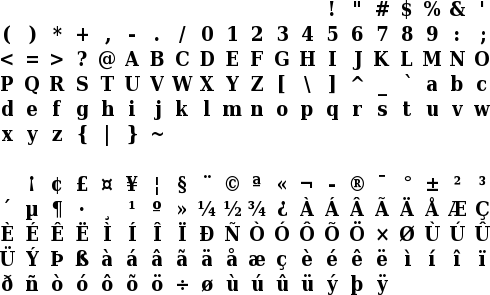 ! " # $ % & '
( ) * + , - . / 0 1 2 3 4 5 6 7 8 9 : ;
< = > ? @ A B C D E F G H I J K L M N O
P Q R S T U V W X Y Z [ \ ] ^ _ ` a b c
d e f g h i j k l m n o p q r s t u v w
x y z { | } ~
¡ ¢ £ ¤ ¥ ¦ § ¨ © ª « ¬ - ® ¯ ° ± ² ³
´ µ ¶ · ¸ ¹ º » ¼ ½ ¾ ¿ À Á Â Ã Ä Å Æ Ç
È É Ê Ë Ì Í Î Ï Ð Ñ Ò Ó Ô Õ Ö × Ø Ù Ú Û
Ü Ý Þ ß à á â ã ä å æ ç è é ê ë ì í î ï
ð ñ ò ó ô õ ö ÷ ø ù ú û ü ý þ ÿ